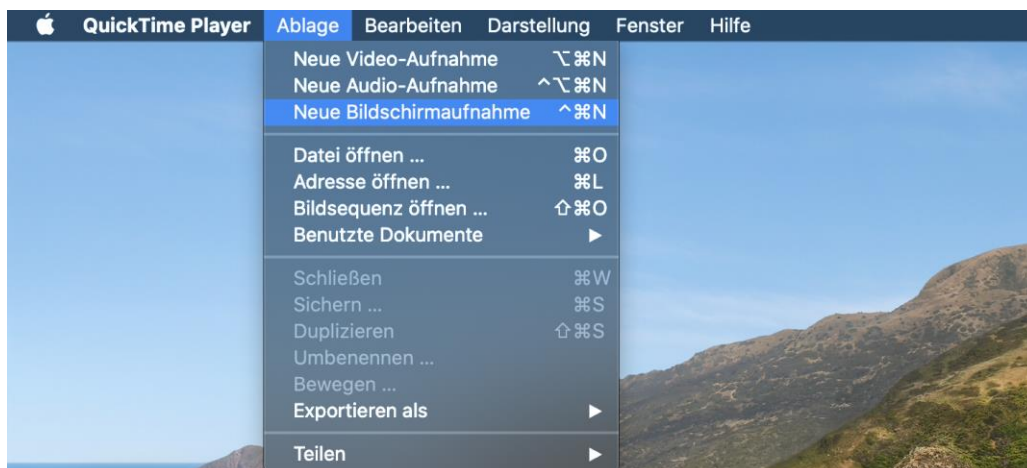 QuickTime Player Ablage Bearbeiten Darstellung Fenster Hilfe
Neue Video-Aufnahme ⌥⌘N
Neue Audio-Aufnahme ^⌥⌘N
Neue Bildschirmaufnahme ^⌘N
Datei öffnen ... ⌘O
Adresse öffnen ... ⌘L
Bildsequenz öffnen ... ⇧⌘O
Benutzte Dokumente ▶
Schließen ⌘W
Sichern ... ⌘S
Duplizieren ⇧⌘S
Umbenennen ...
Bewegen ...
Exportieren als ▶
Teilen ▶